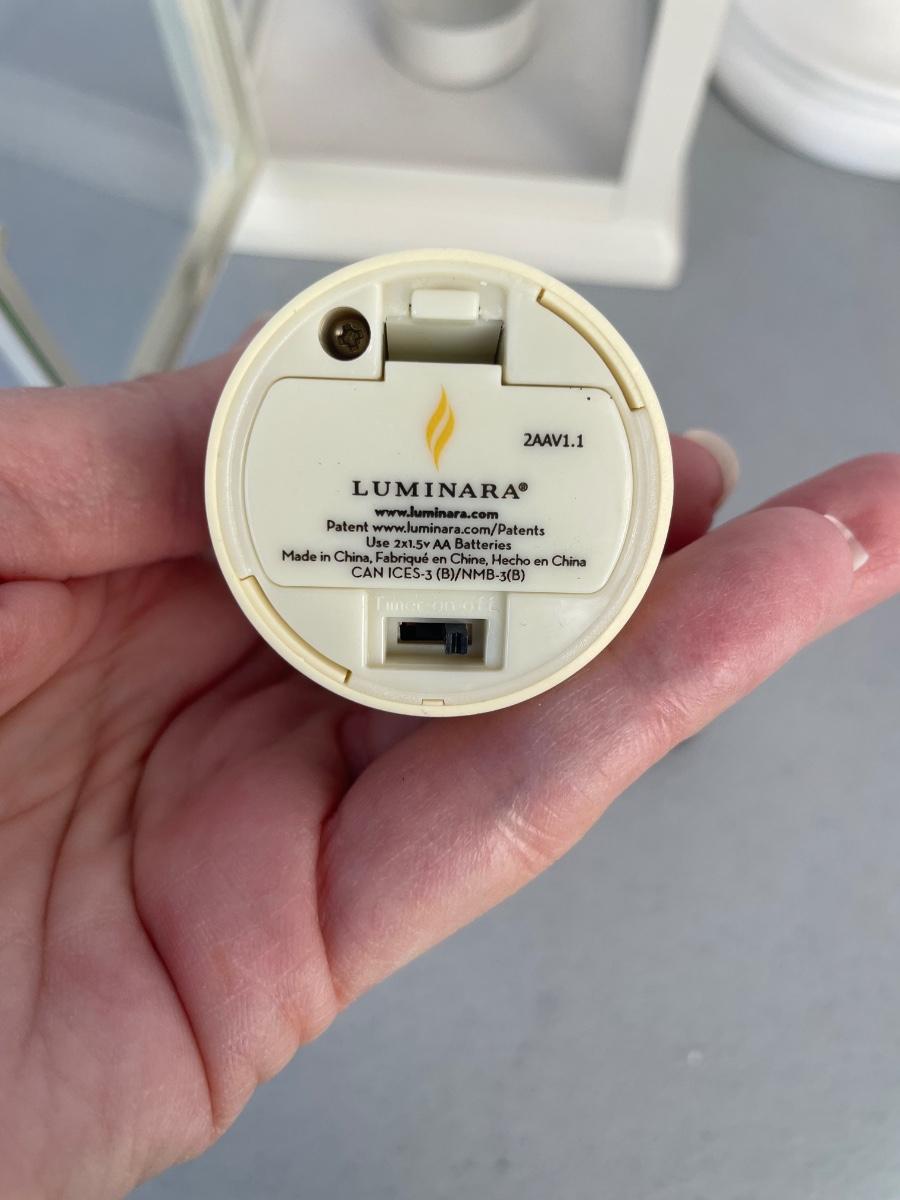 2AAV1.1
LUMINARA®
www.luminara.com
Patent www.luminara.com/Patents
Use 2x1.5v AA Batteries
Made in China, Fabriqué en Chine, Hecho en China
CAN ICES-3 (B)/NMB-3(B)
Timer-on-off